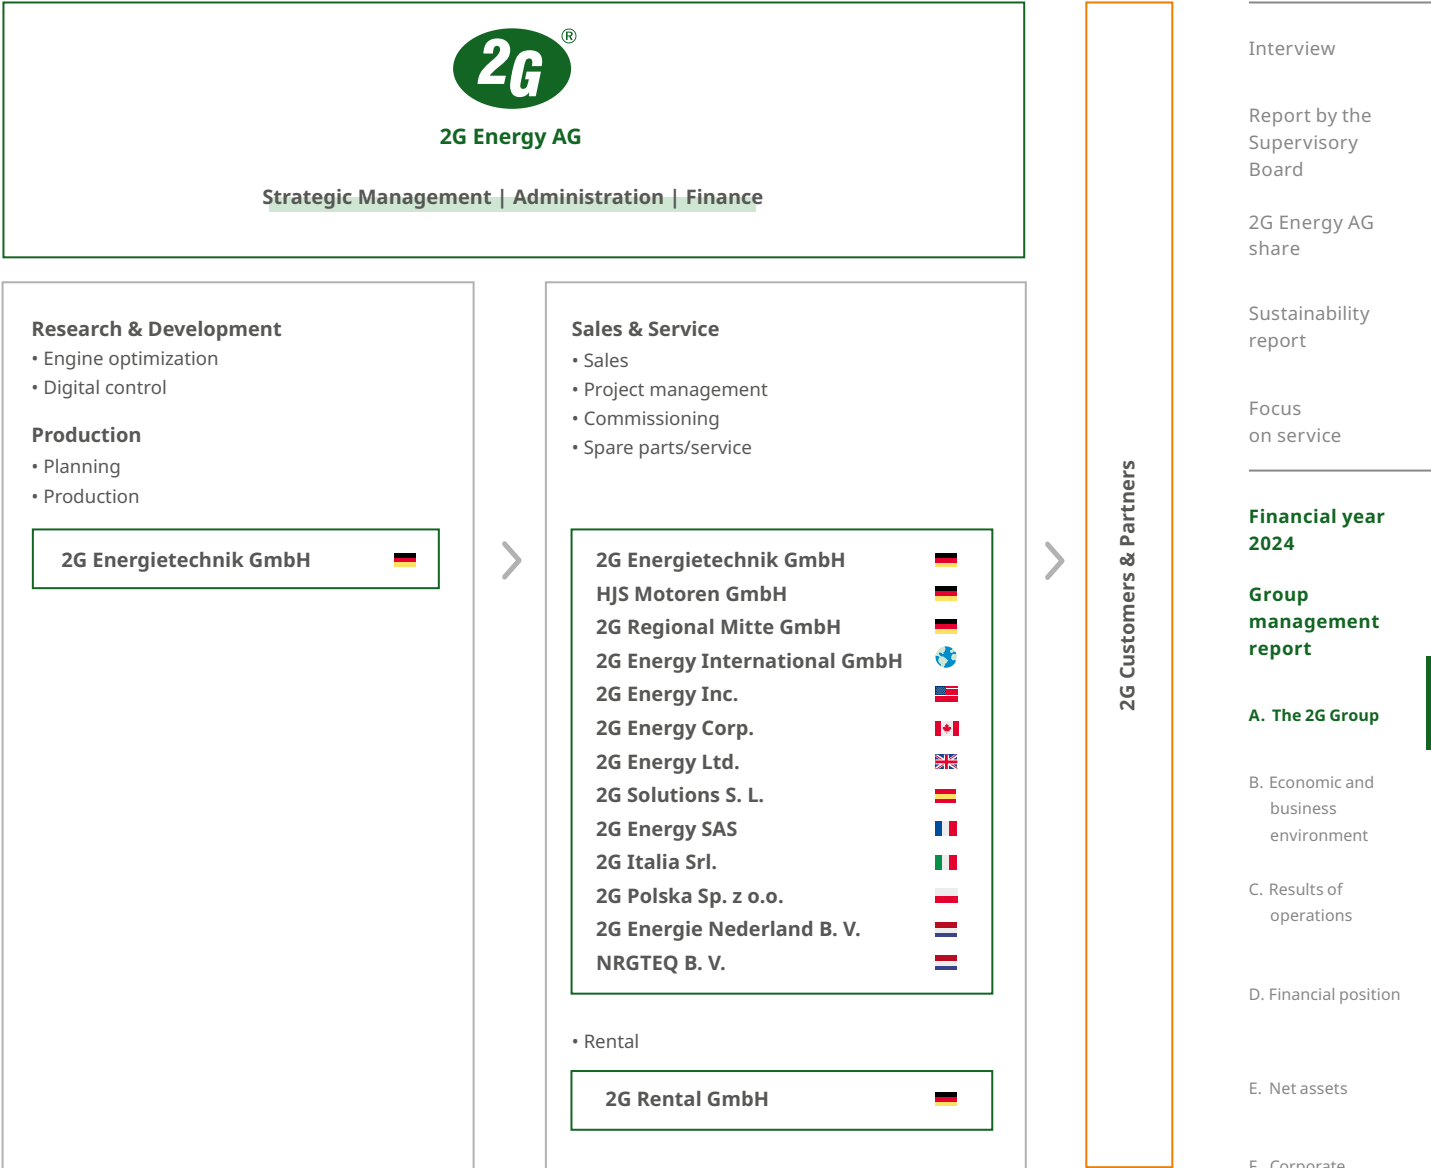 2G®
2G Energy AG
Strategic Management | Administration | Finance
Research & Development
• Engine optimization
• Digital control
Production
• Planning
• Production
2G Energietechnik GmbH
Sales & Service
• Sales
• Project management
• Commissioning
• Spare parts/service
2G Energietechnik GmbH
HJS Motoren GmbH
2G Regional Mitte GmbH
2G Energy International GmbH
2G Energy Inc.
2G Energy Corp.
2G Energy Ltd.
2G Solutions S. L.
2G Energy SAS
2G Italia Srl.
2G Polska Sp. z o.o.
2G Energie Nederland B. V.
NRGTEQ B. V.
• Rental
2G Rental GmbH
2G Customers & Partners
Interview
Report by the
Supervisory
Board
2G Energy AG
share
Sustainability
report
Focus
on service
Financial year
2024
Group
management
report
A. The 2G Group
B. Economic and
business
environment
C. Results of
operations
D. Financial position
E. Net assets
F. Corporate